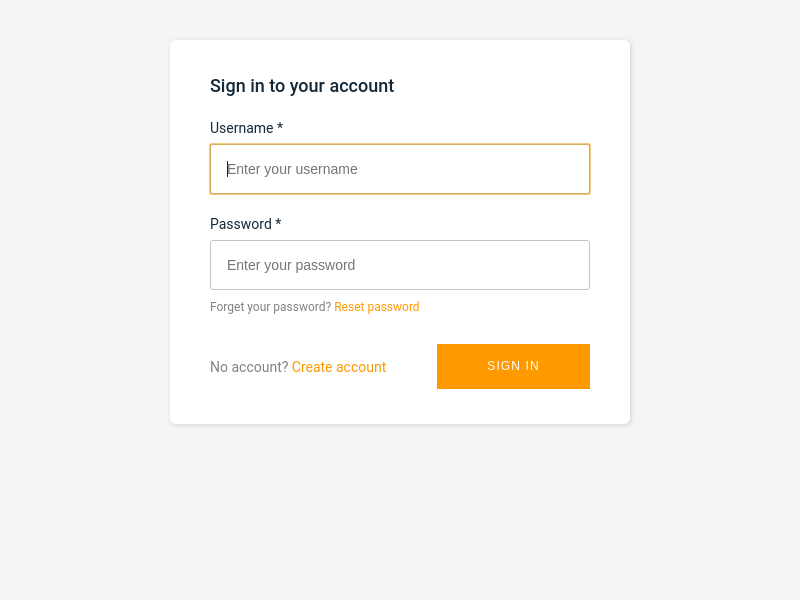 Sign in to your account
Username *
Enter your username
Password *
Enter your password
Forget your password? Reset password
No account? Create account
SIGN IN